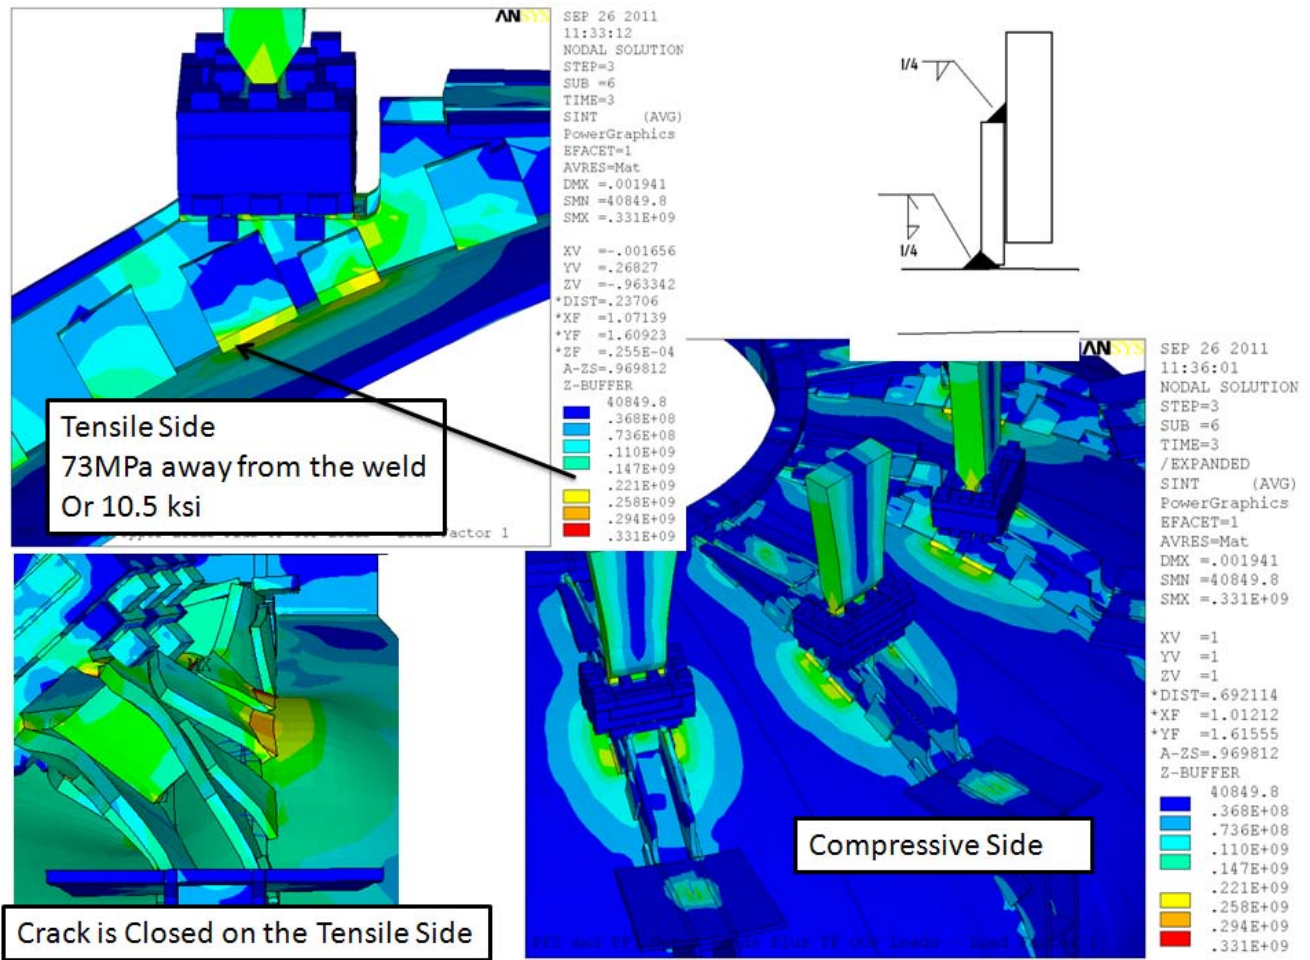 ANSYS
SEP 26 2011
11:33:12
NODAL SOLUTION
STEP=3
SUB =6
TIME=3
SINT (AVG)
PowerGraphics
EFACET=1
AVRES=Mat
DMX =.001941
SMN =40849.8
SMX =.331E+09
XV =-.001656
YV =.26827
ZV =-.963342
*DIST=.23706
*XF =1.07139
*YF =1.60923
*ZF =.255E-04
A-ZS=.969812
Z-BUFFER
40849.8
.368E+08
.736E+08
.110E+09
.147E+09
.221E+09
.258E+09
.294E+09
.331E+09
Tensile Side
73MPa away from the weld
Or 10.5 ksi
actor 1
1/4
1/4
MX
Crack is Closed on the Tensile Side
ANSYS
SEP 26 2011
11:36:01
NODAL SOLUTION
STEP=3
SUB =6
TIME=3
/EXPANDED
SINT (AVG)
PowerGraphics
EFACET=1
AVRES=Mat
DMX =.001941
SMN =40849.8
SMX =.331E+09
XV =1
YV =1
ZV =1
*DIST=.692114
*XF =1.01212
*YF =1.61555
A-ZS=.969812
Z-BUFFER
40849.8
.368E+08
.736E+08
.110E+09
.147E+09
.221E+09
.258E+09
.294E+09
.331E+09
Compressive Side
Plus TF Loads